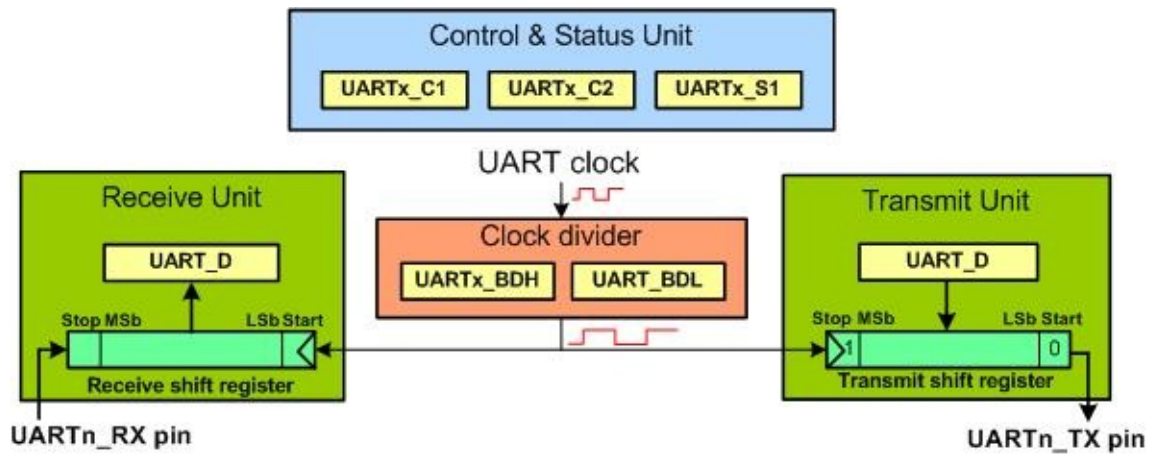 Control & Status Unit
UARTx_C1 UARTx_C2 UARTx_S1
UART clock
Receive Unit
UART_D
Stop MSb LSb Start
Receive shift register
UARTn_RX pin
Clock divider
UARTx_BDH UART_BDL
Transmit Unit
UART_D
Stop MSb LSb Start
1 0
Transmit shift register
UARTn_TX pin